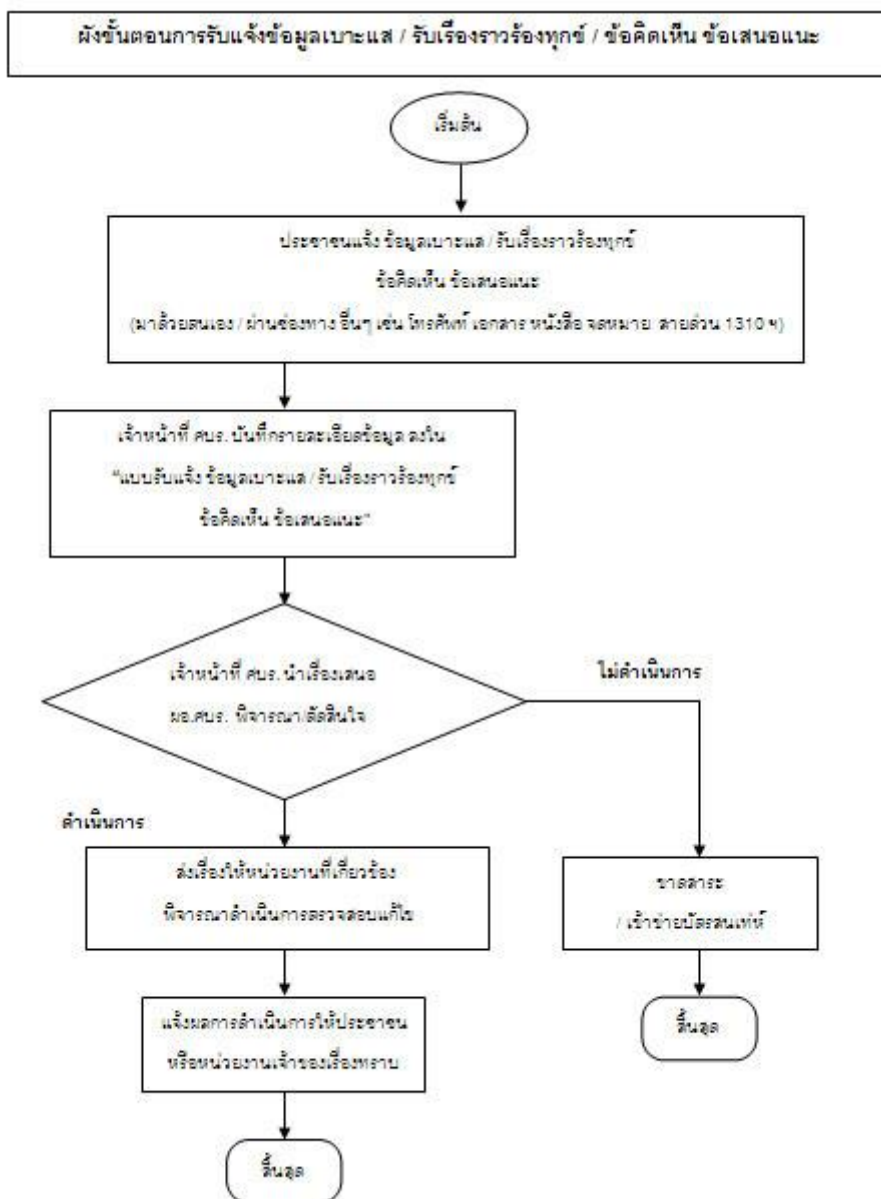 ผังขั้นตอนการรับแจ้งข้อมูลเบาะแส / รับเรื่องราวร้องทุกข์ / ข้อคิดเห็น ข้อเสนอแนะ
เริ่มต้น
ประชาชนแจ้ง ข้อมูลเบาะแส / รับเรื่องราวร้องทุกข์
ข้อคิดเห็น ข้อเสนอแนะ
(มาด้วยตนเอง / ผ่านช่องทาง อื่นๆ เช่น โทรศัพท์ เอกสาร หนังสือ จดหมาย สายด่วน 1310 ฯ)
เจ้าหน้าที่ ศบร. บันทึกรายละเอียดข้อมูล ลงใน
"แบบรับแจ้ง ข้อมูลเบาะแส / รับเรื่องราวร้องทุกข์
ข้อคิดเห็น ข้อเสนอแนะ"
เจ้าหน้าที่ ศบร. นำเรื่องเสนอ
ผอ.ศบร. พิจารณา/ตัดสินใจ
ไม่ดำเนินการ
ดำเนินการ
ส่งเรื่องให้หน่วยงานที่เกี่ยวข้อง
พิจารณาดำเนินการตรวจสอบแก้ไข
ขาดสาระ
/ เข้าข่ายบัตรสนเท่ห์
แจ้งผลการดำเนินการให้ประชาชน
หรือหน่วยงานเจ้าของเรื่องทราบ
สิ้นสุด
สิ้นสุด